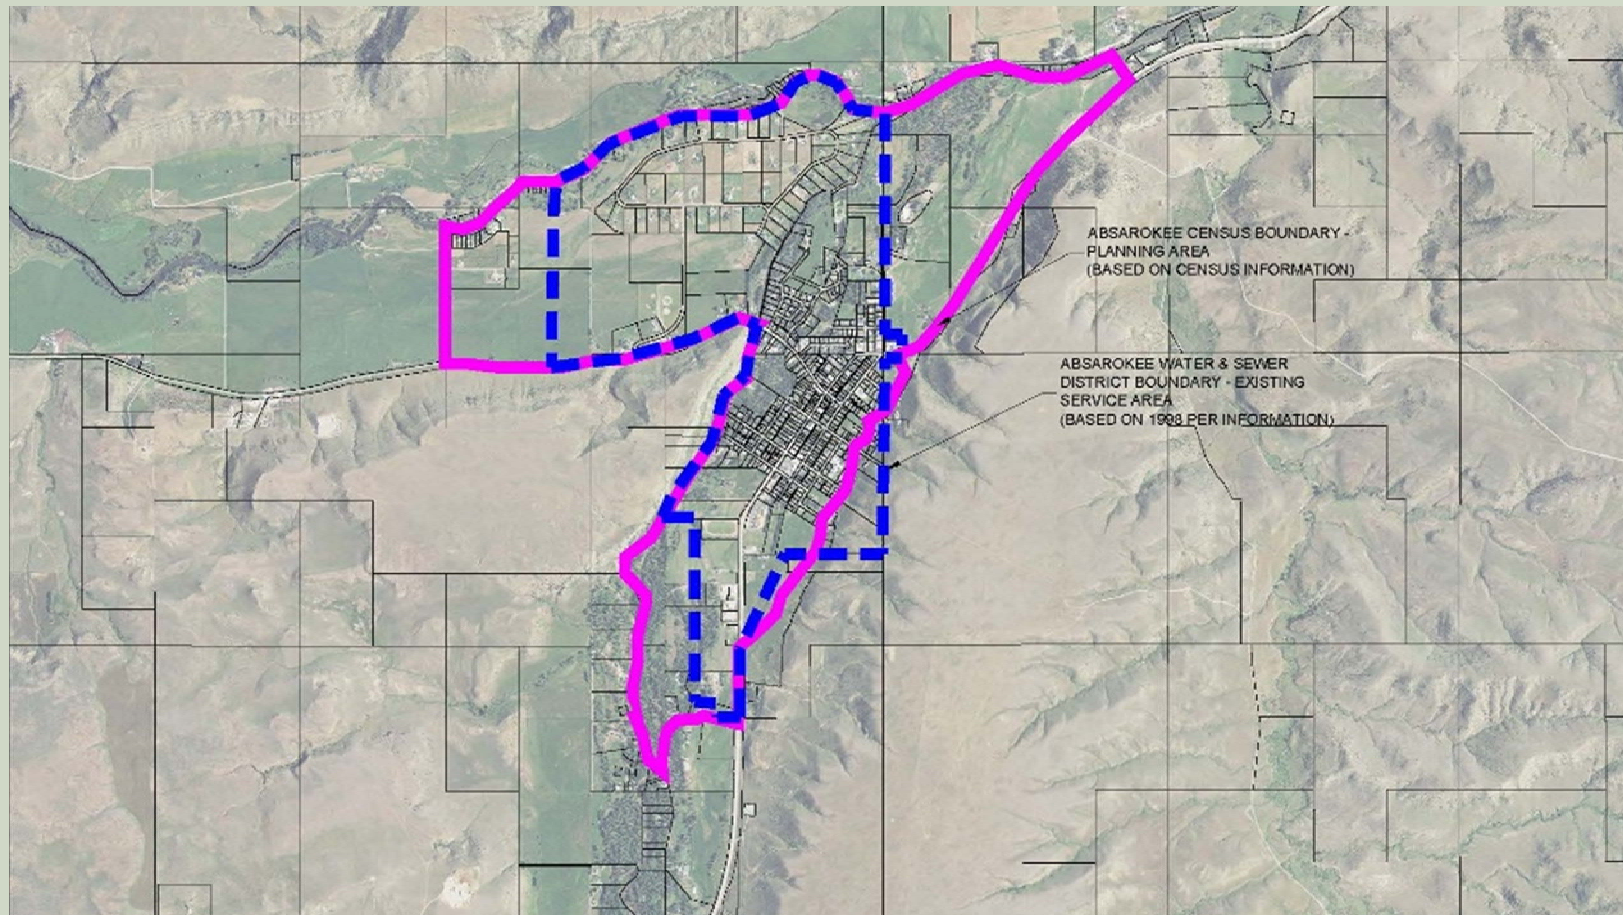 ABSAROKEE CENSUS BOUNDARY -
PLANNING AREA
(BASED ON CENSUS INFORMATION)
ABSAROKEE WATER & SEWER
DISTRICT BOUNDARY - EXISTING
SERVICE AREA
(BASED ON 1998 PER INFORMATION)